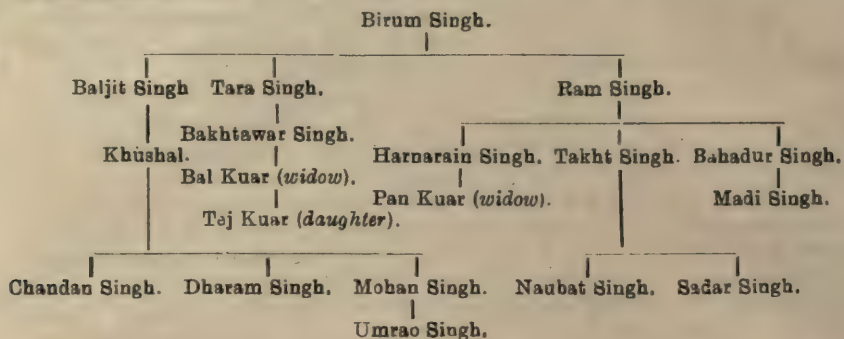 Birum Singh.
Baljit Singh Tara Singh. Ram Singh.
Bakhtawar Singh.
Khushal. Harnarain Singh. Takht Singh. Bahadur Singh.
Bal Kuar (widow). Pan Kuar (widow). Madi Singh.
Tej Kuar (daughter).
Chandan Singh. Dharam Singh. Mohan Singh. Naubat Singh. Sadar Singh.
Umrao Singh.